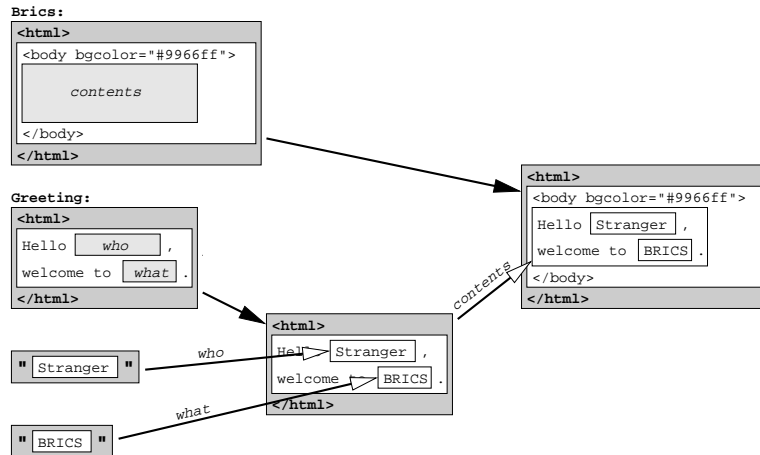 Brics:
<html>
<body bgcolor="#9966ff">
contents
</body>
</html>
Greeting:
<html>
Hello who ,
welcome to what .
</html>
" Stranger "
" BRICS "
who
what
<html>
Hello Stranger ,
welcome to BRICS .
</html>
contents
<html>
<body bgcolor="#9966ff">
Hello Stranger ,
welcome to BRICS .
</body>
</html>